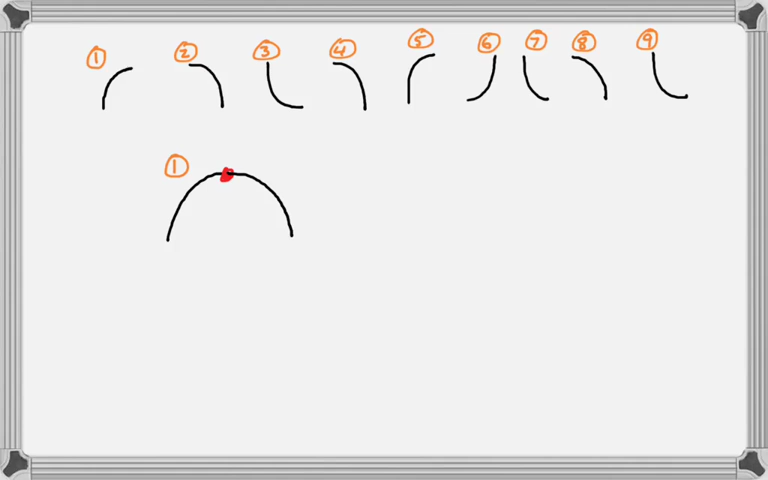 ① ② ③ ④ ⑤ ⑥ ⑦ ⑧ ⑨
①